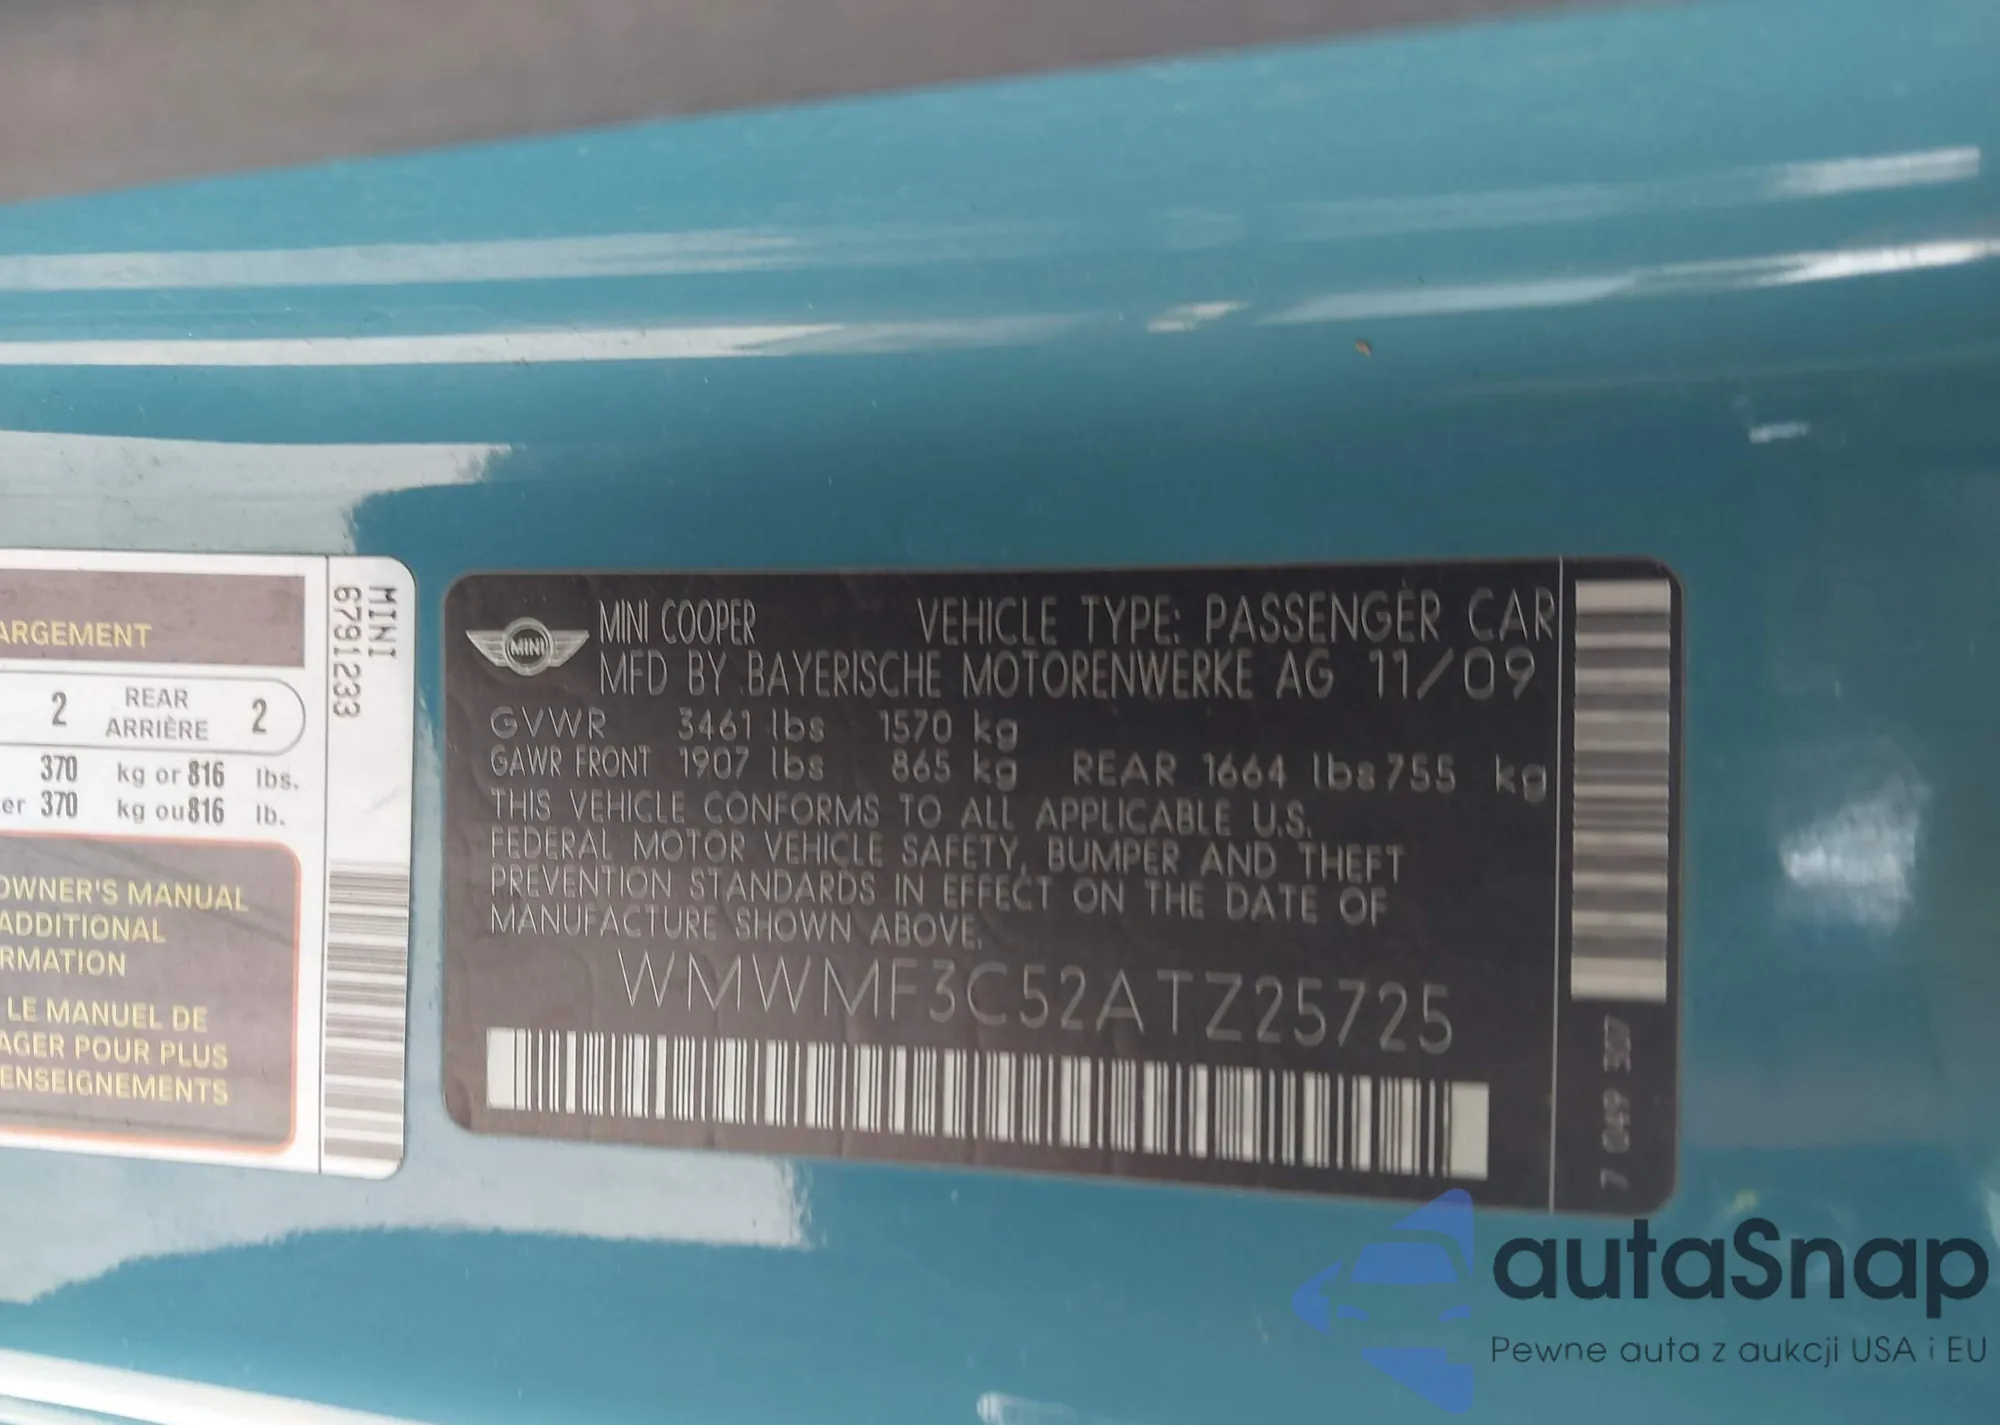 ARGEMENT
2 REAR ARRIÈRE 2
370 kg or 816 lbs.
er 370 kg ou 816 lb.
OWNER'S MANUAL
ADDITIONAL
RMATION
LE MANUEL DE
AGER POUR PLUS
ENSEIGNEMENTS
MINI
6791233
MINI
MINI COOPER VEHICLE TYPE: PASSENGER CAR
MFD BY BAYERISCHE MOTORENWERKE AG 11/09
GVWR 3461 lbs 1570 kg
GAWR FRONT 1907 lbs 865 kg REAR 1664 lbs 755 kg
THIS VEHICLE CONFORMS TO ALL APPLICABLE U.S.
FEDERAL MOTOR VEHICLE SAFETY, BUMPER AND THEFT
PREVENTION STANDARDS IN EFFECT ON THE DATE OF
MANUFACTURE SHOWN ABOVE.
WMWMF3C52ATZ25725
7 049 307
autaSnap
Pewne auta z aukcji USA i EU